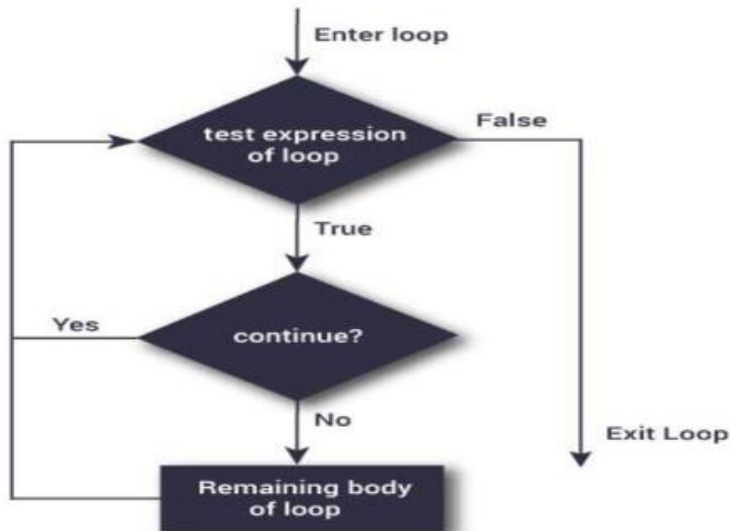 Enter loop
test expression
of loop
False
True
Yes
continue?
No
Exit Loop
Remaining body
of loop